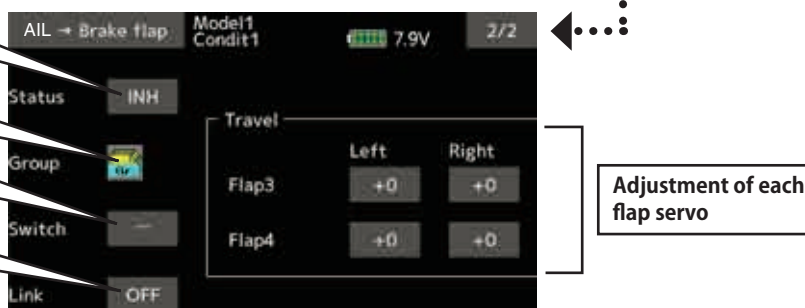 AIL → Brake flap Model1 Condit1 7.9V 2/2
Status INH
Travel
Left Right
Group
Flap3 +0 +0
Switch --
Flap4 +0 +0
Link OFF
Adjustment of each
flap servo